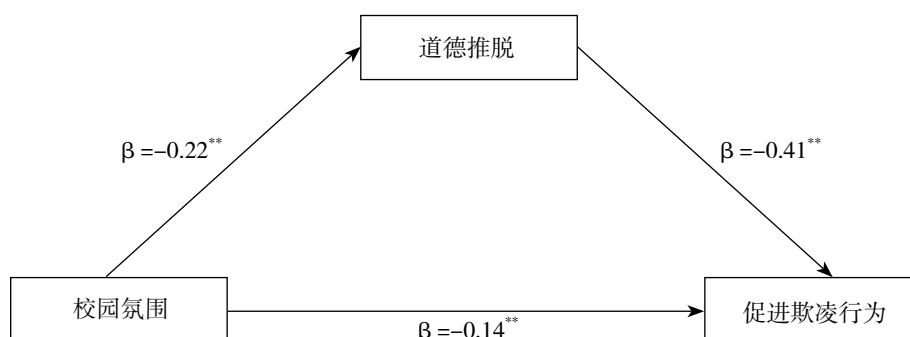 道德推脱
β =−0.22**
β =−0.41**
校园氛围
β =−0.14**
促进欺凌行为